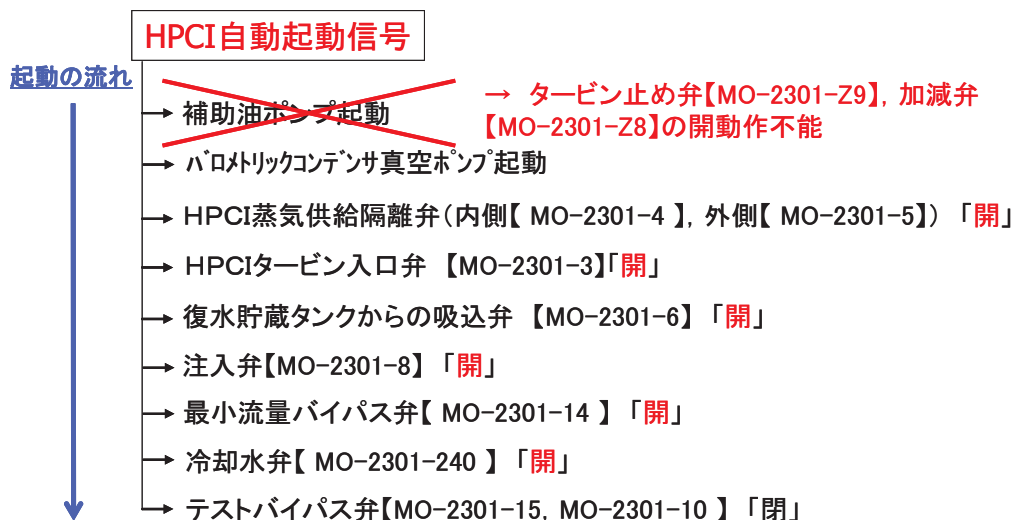 HPCI自動起動信号
起動の流れ
補助油ポンプ起動
→ タービン止め弁【MO-2301-Z9】, 加減弁
【MO-2301-Z8】の開動作不能
バロメトリックコンデンサ真空ポンプ起動
HPCI蒸気供給隔離弁(内側【 MO-2301-4 】, 外側【 MO-2301-5】) 「開」
HPCIタービン入口弁 【MO-2301-3】「開」
復水貯蔵タンクからの吸込弁 【MO-2301-6】 「開」
注入弁【MO-2301-8】 「開」
最小流量バイパス弁【 MO-2301-14 】 「開」
冷却水弁【 MO-2301-240 】 「開」
テストバイパス弁【MO-2301-15, MO-2301-10 】 「閉」